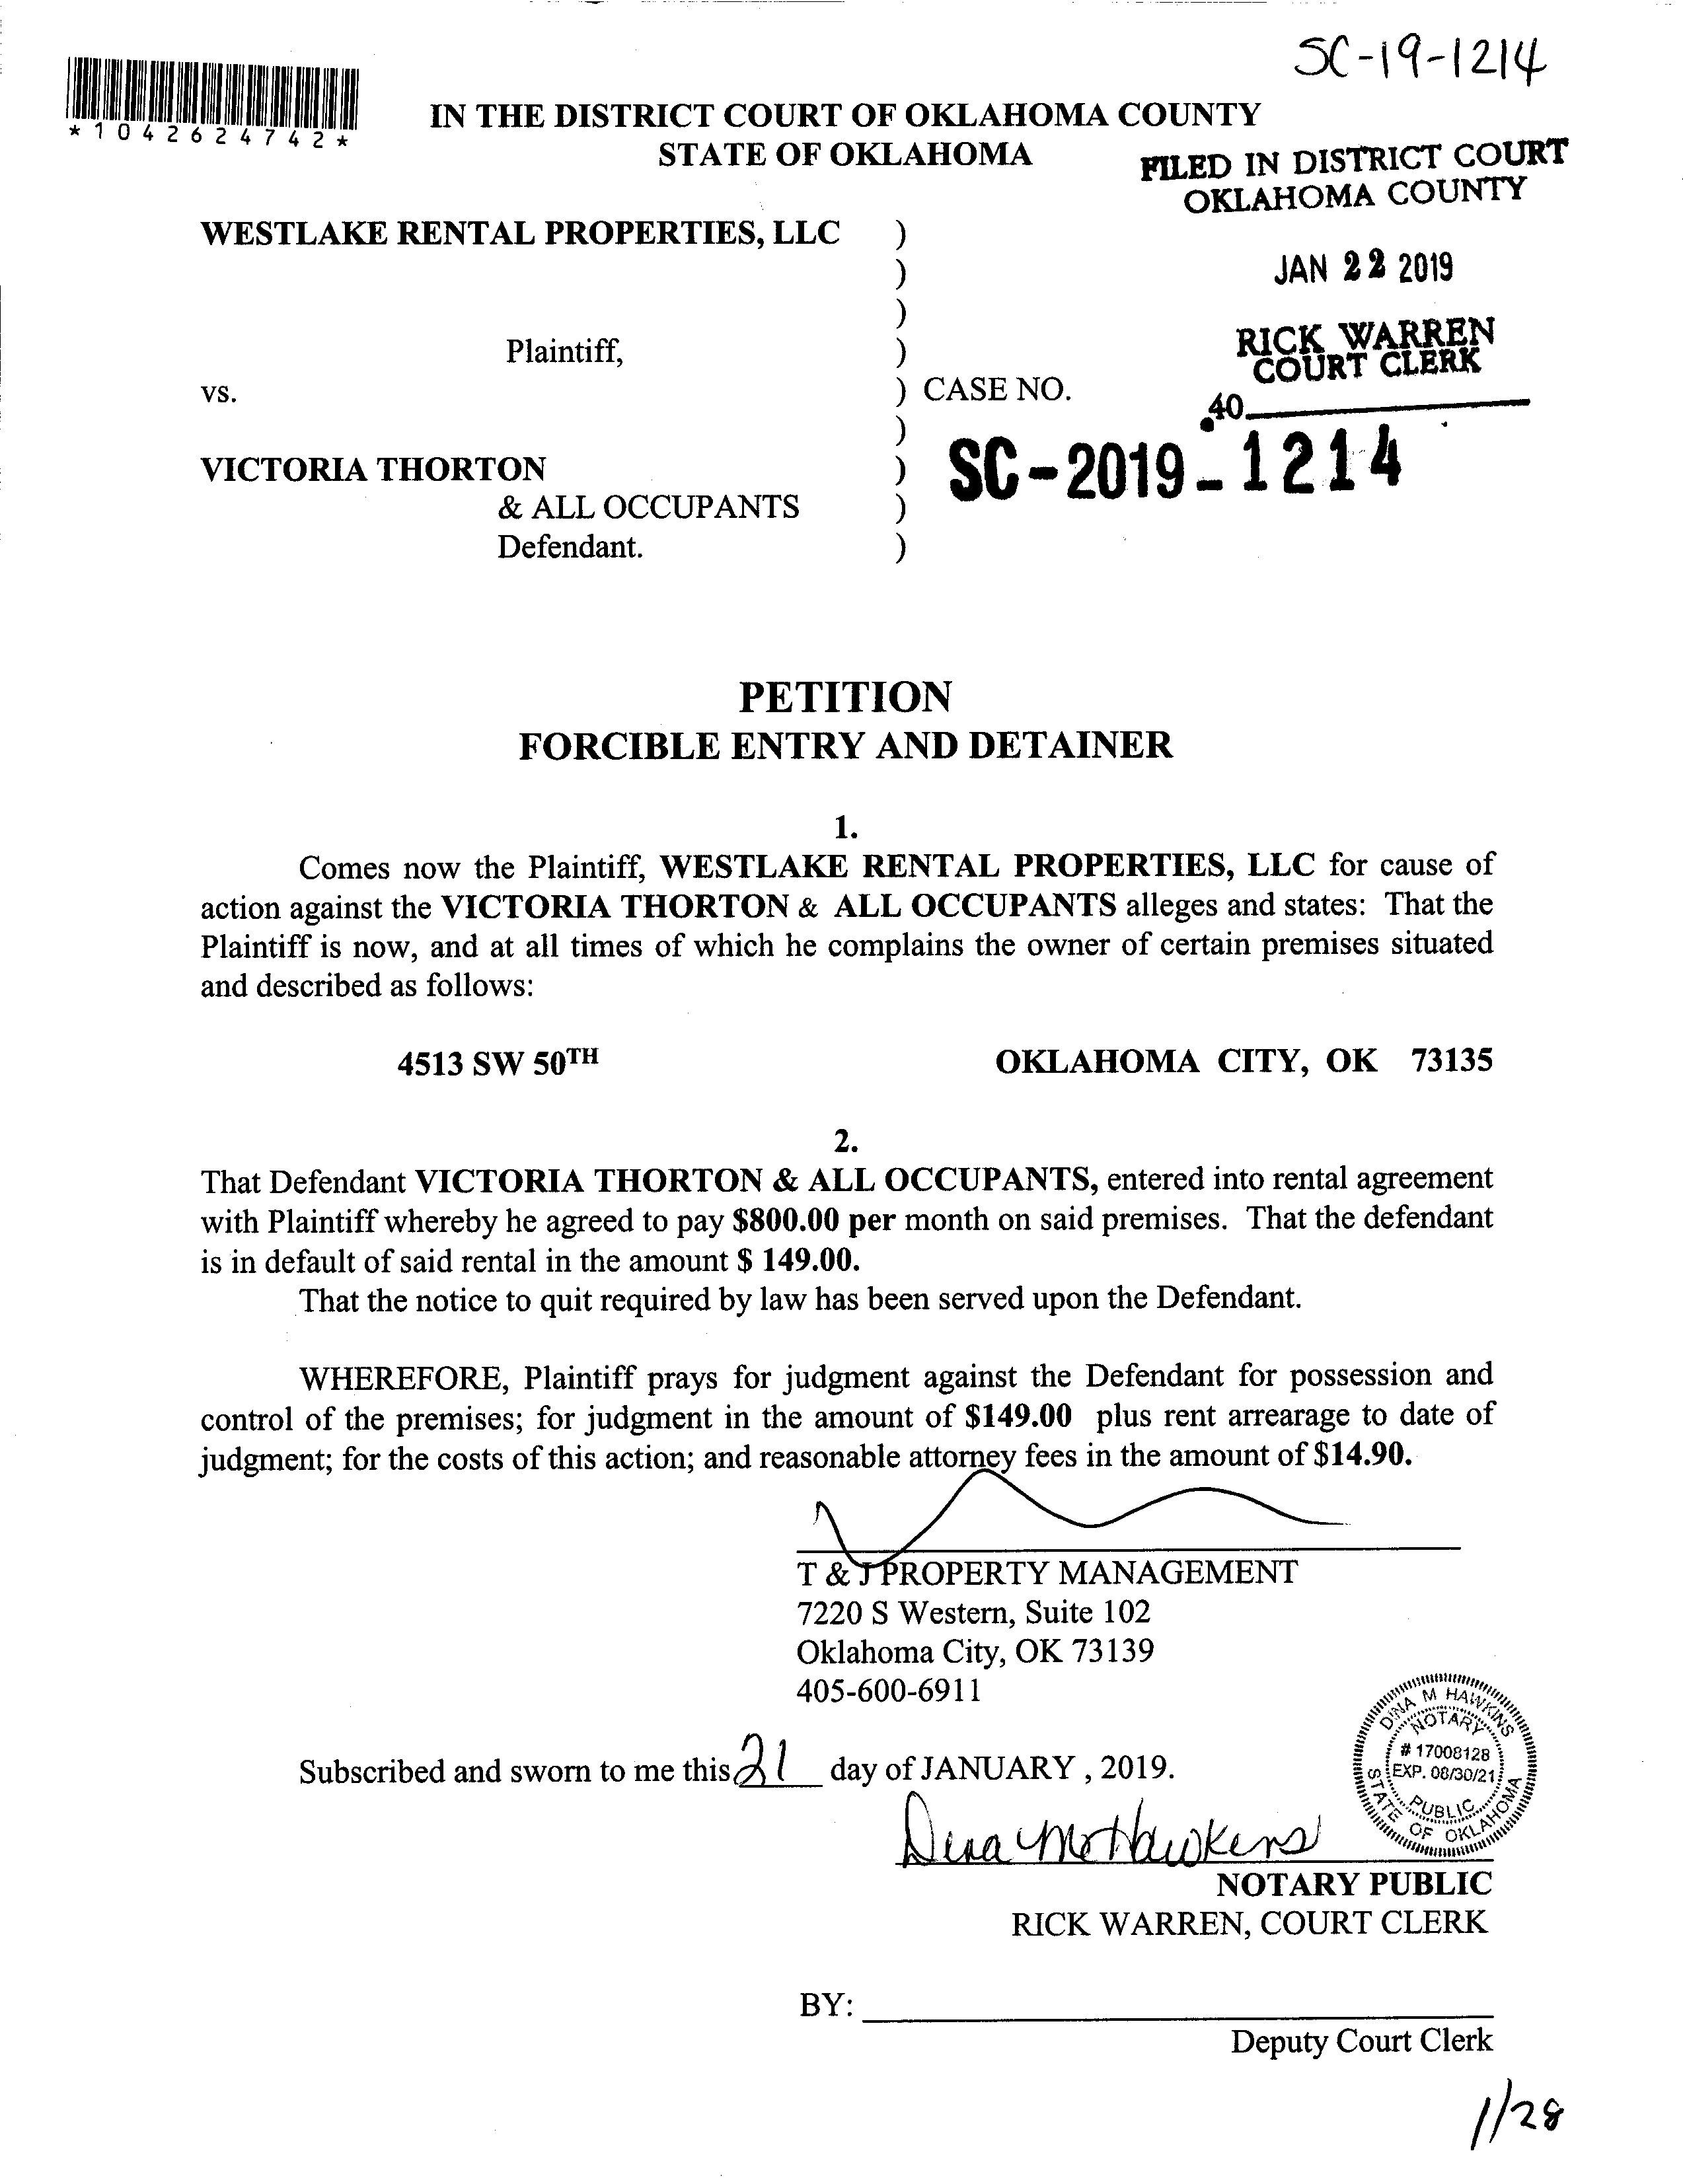 SC-19-1214
*1042624742*
IN THE DISTRICT COURT OF OKLAHOMA COUNTY
STATE OF OKLAHOMA
FILED IN DISTRICT COURT
OKLAHOMA COUNTY
WESTLAKE RENTAL PROPERTIES, LLC )
)
JAN 22 2019
)
RICK WARREN
COURT CLERK
Plaintiff, )
vs. ) CASE NO.
40
)
VICTORIA THORTON ) SC-2019-1214
& ALL OCCUPANTS )
Defendant. )
PETITION
FORCIBLE ENTRY AND DETAINER
1.
Comes now the Plaintiff, WESTLAKE RENTAL PROPERTIES, LLC for cause of
action against the VICTORIA THORTON & ALL OCCUPANTS alleges and states: That the
Plaintiff is now, and at all times of which he complains the owner of certain premises situated
and described as follows:
4513 SW 50TH OKLAHOMA CITY, OK 73135
2.
That Defendant VICTORIA THORTON & ALL OCCUPANTS, entered into rental agreement
with Plaintiff whereby he agreed to pay $800.00 per month on said premises. That the defendant
is in default of said rental in the amount $ 149.00.
That the notice to quit required by law has been served upon the Defendant.
WHEREFORE, Plaintiff prays for judgment against the Defendant for possession and
control of the premises; for judgment in the amount of $149.00 plus rent arrearage to date of
judgment; for the costs of this action; and reasonable attorney fees in the amount of $14.90.
T & J PROPERTY MANAGEMENT
7220 S Western, Suite 102
Oklahoma City, OK 73139
405-600-6911
DINA M HAWKINS
NOTARY
# 17008128
EXP. 08/30/21
PUBLIC
STATE OF OKLAHOMA
Subscribed and sworn to me this 21 day of JANUARY , 2019.
Dina M Hawkins
NOTARY PUBLIC
RICK WARREN, COURT CLERK
BY:
Deputy Court Clerk
1/28